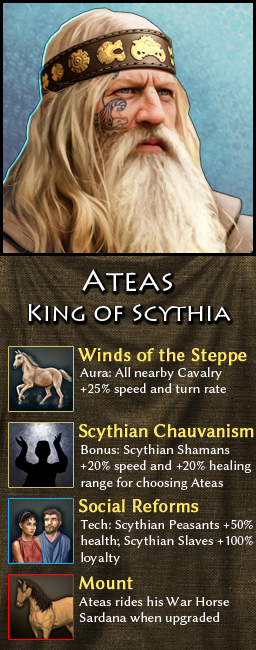 Ateas
King of Scythia
Winds of the Steppe
Aura: All nearby Cavalry
+25% speed and turn rate
Scythian Chauvanism
Bonus: Scythian Shamans
+20% speed and +20% healing
range for choosing Ateas
Social Reforms
Tech: Scythian Peasants +50%
health; Scythian Slaves +100%
loyalty
Mount
Ateas rides his War Horse
Sardana when upgraded